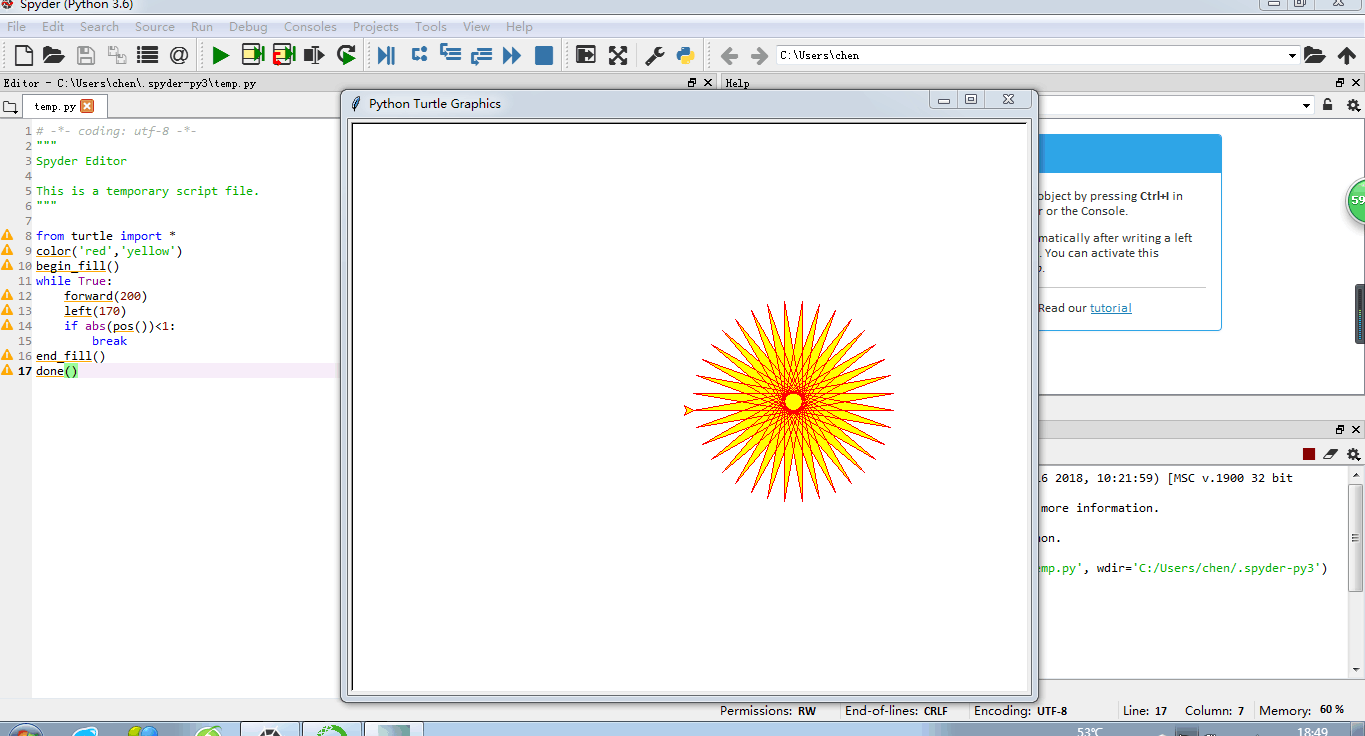 Spyder (Python 3.6)
File Edit Search Source Run Debug Consoles Projects Tools View Help
C:\Users\chen
Editor - C:\Users\chen\.spyder-py3\temp.py
Help
temp.py
Python Turtle Graphics
1 # -*- coding: utf-8 -*-
2 """
3 Spyder Editor
4
5 This is a temporary script file.
6 """
7
8 from turtle import *
9 color('red','yellow')
10 begin_fill()
11 while True:
12     forward(200)
13     left(170)
14     if abs(pos())<1:
15         break
16 end_fill()
17 done()
object by pressing Ctrl+I in
r or the Console.
matically after writing a left
. You can activate this
Read our tutorial
59
16 2018, 10:21:59) [MSC v.1900 32 bit
more information.
on.
emp.py', wdir='C:/Users/chen/.spyder-py3')
Permissions: RW End-of-lines: CRLF Encoding: UTF-8 Line: 17 Column: 7 Memory: 60 %
53℃
18:49